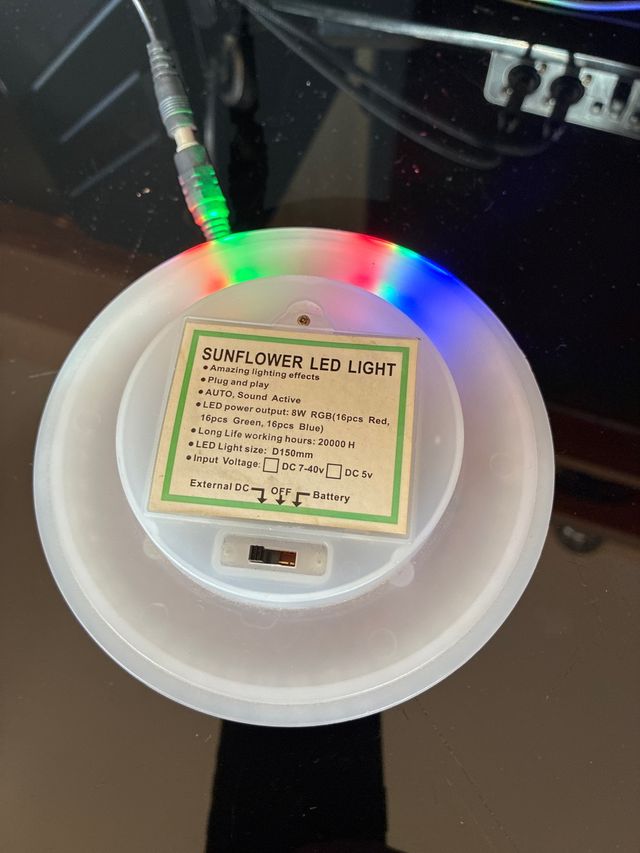 SUNFLOWER LED LIGHT
● Amazing lighting effects
● Plug and play
● AUTO, Sound Active
● LED power output: 8W RGB(16pcs Red,
16pcs Green, 16pcs Blue)
● Long Life working hours: 20000 H
● LED Light size: D150mm
● Input Voltage: □ DC 7-40v □ DC 5v
External DC OFF Battery